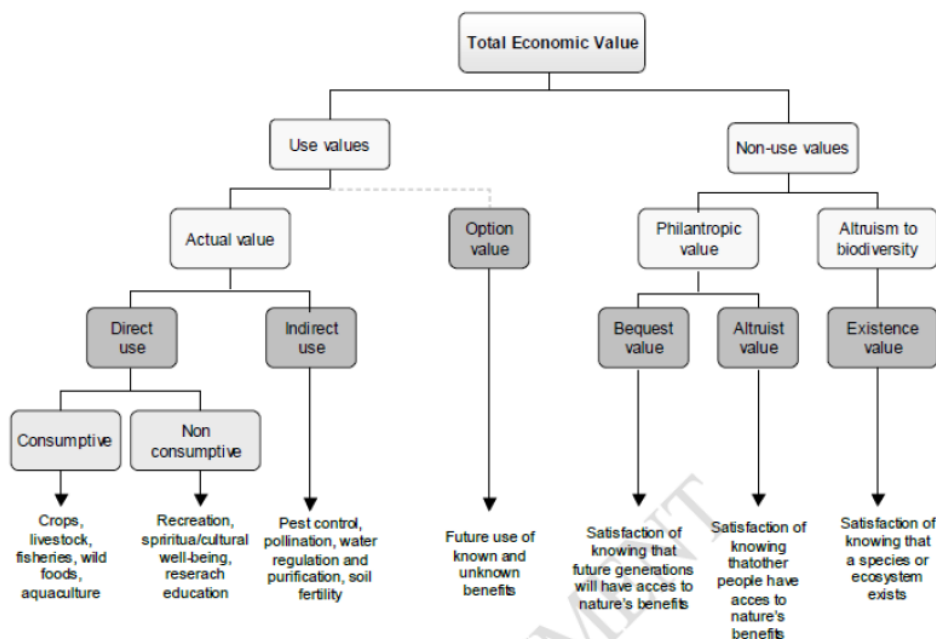 Total Economic Value
Use values
Non-use values
Actual value
Option
value
Philantropic
value
Altruism to
biodiversity
Direct
use
Indirect
use
Bequest
value
Altruist
value
Existence
value
Consumptive
Non
consumptive
Crops,
livestock,
fisheries, wild
foods,
aquaculture
Recreation,
spiritua/cultural
well-being,
reserach
education
Pest control,
pollination, water
regulation and
purification, soil
fertility
Future use of
known and
unknown
benefits
Satisfaction of
knowing that
future generations
will have acces to
nature's benefits
Satisfaction of
knowing
thatother
people have
acces to
nature's
benefits
Satisfaction of
knowing that
a species or
ecosystem
exists